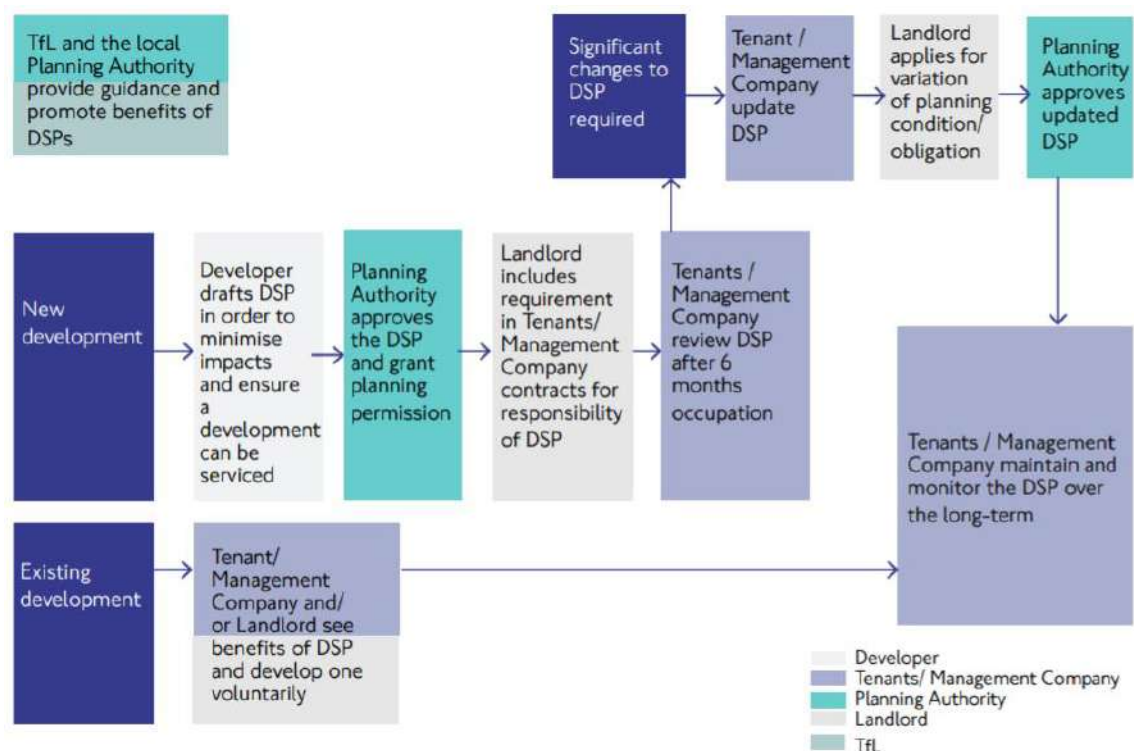 TfL and the local
Planning Authority
provide guidance and
promote benefits of
DSPs
Significant
changes to
DSP
required
Tenant /
Management
Company
update
DSP
Landlord
applies for
variation
of planning
condition/
obligation
Planning
Authority
approves
updated
DSP
New
development
Developer
drafts DSP
in order to
minimise
impacts
and ensure
a
development
can be
serviced
Planning
Authority
approves
the DSP
and grant
planning
permission
Landlord
includes
requirement
in Tenants/
Management
Company
contracts for
responsibility
of DSP
Tenants /
Management
Company
review DSP
after 6
months
occupation
Tenants / Management
Company maintain and
monitor the DSP over
the long-term
Existing
development
Tenant/
Management
Company and/
or Landlord see
benefits of DSP
and develop one
voluntarily
Developer
Tenants/ Management Company
Planning Authority
Landlord
TfL